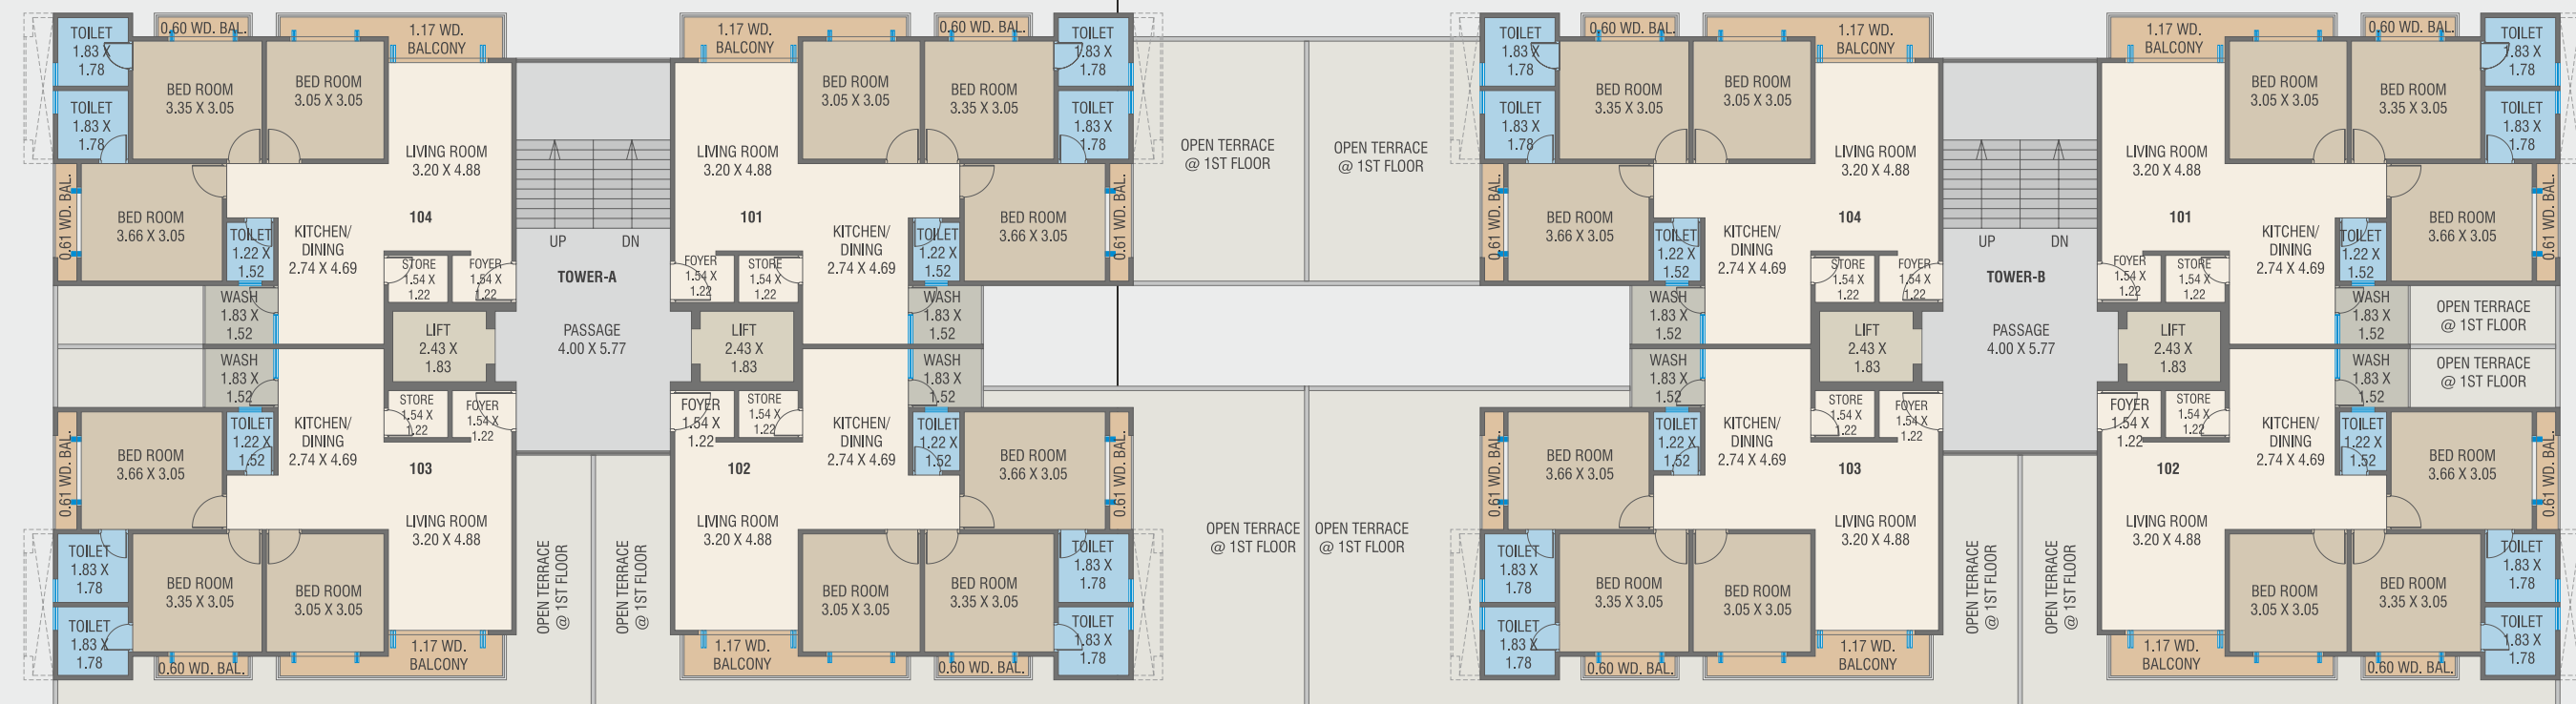 TOILET
1.83 X
1.78
0.60 WD. BAL.
1.17 WD.
BALCONY
BED ROOM
3.35 X 3.05
BED ROOM
3.05 X 3.05
TOILET
1.83 X
1.78
LIVING ROOM
3.20 X 4.88
0.61 WD. BAL.
BED ROOM
3.66 X 3.05
104
TOILET
1.22 X
1.52
KITCHEN/
DINING
2.74 X 4.69
STORE
1.54 X
1.22
FOYER
1.54 X
1.22
WASH
1.83 X
1.52
LIFT
2.43 X
1.83
UP
DN
TOWER-A
PASSAGE
4.00 X 5.77
1.17 WD.
BALCONY
0.60 WD. BAL.
TOILET
1.83 X
1.78
BED ROOM
3.05 X 3.05
BED ROOM
3.35 X 3.05
TOILET
1.83 X
1.78
LIVING ROOM
3.20 X 4.88
101
KITCHEN/
DINING
2.74 X 4.69
TOILET
1.22 X
1.52
BED ROOM
3.66 X 3.05
0.61 WD. BAL.
FOYER
1.54 X
1.22
STORE
1.54 X
1.22
WASH
1.83 X
1.52
LIFT
2.43 X
1.83
WASH
1.83 X
1.52
STORE
1.54 X
1.22
FOYER
1.54 X
1.22
0.61 WD. BAL.
BED ROOM
3.66 X 3.05
TOILET
1.22 X
1.52
KITCHEN/
DINING
2.74 X 4.69
103
LIVING ROOM
3.20 X 4.88
TOILET
1.83 X
1.78
BED ROOM
3.35 X 3.05
BED ROOM
3.05 X 3.05
TOILET
1.83 X
1.78
0.60 WD. BAL.
1.17 WD.
BALCONY
OPEN TERRACE
@ 1ST FLOOR
OPEN TERRACE
@ 1ST FLOOR
FOYER
1.54 X
1.22
STORE
1.54 X
1.22
WASH
1.83 X
1.52
102
KITCHEN/
DINING
2.74 X 4.69
TOILET
1.22 X
1.52
BED ROOM
3.66 X 3.05
0.61 WD. BAL.
LIVING ROOM
3.20 X 4.88
BED ROOM
3.05 X 3.05
BED ROOM
3.35 X 3.05
TOILET
1.83 X
1.78
TOILET
1.83 X
1.78
1.17 WD.
BALCONY
0.60 WD. BAL.
OPEN TERRACE
@ 1ST FLOOR
OPEN TERRACE
@ 1ST FLOOR
OPEN TERRACE
@ 1ST FLOOR
OPEN TERRACE
@ 1ST FLOOR
TOILET
1.83 X
1.78
0.60 WD. BAL.
1.17 WD.
BALCONY
BED ROOM
3.35 X 3.05
BED ROOM
3.05 X 3.05
TOILET
1.83 X
1.78
LIVING ROOM
3.20 X 4.88
0.61 WD. BAL.
BED ROOM
3.66 X 3.05
104
TOILET
1.22 X
1.52
KITCHEN/
DINING
2.74 X 4.69
STORE
1.54 X
1.22
FOYER
1.54 X
1.22
WASH
1.83 X
1.52
LIFT
2.43 X
1.83
UP
DN
TOWER-B
PASSAGE
4.00 X 5.77
1.17 WD.
BALCONY
0.60 WD. BAL.
TOILET
1.83 X
1.78
BED ROOM
3.05 X 3.05
BED ROOM
3.35 X 3.05
TOILET
1.83 X
1.78
LIVING ROOM
3.20 X 4.88
101
KITCHEN/
DINING
2.74 X 4.69
TOILET
1.22 X
1.52
BED ROOM
3.66 X 3.05
0.61 WD. BAL.
FOYER
1.54 X
1.22
STORE
1.54 X
1.22
WASH
1.83 X
1.52
OPEN TERRACE
@ 1ST FLOOR
LIFT
2.43 X
1.83
WASH
1.83 X
1.52
STORE
1.54 X
1.22
FOYER
1.54 X
1.22
0.61 WD. BAL.
BED ROOM
3.66 X 3.05
TOILET
1.22 X
1.52
KITCHEN/
DINING
2.74 X 4.69
103
LIVING ROOM
3.20 X 4.88
TOILET
1.83 X
1.78
BED ROOM
3.35 X 3.05
BED ROOM
3.05 X 3.05
TOILET
1.83 X
1.78
0.60 WD. BAL.
1.17 WD.
BALCONY
OPEN TERRACE
@ 1ST FLOOR
OPEN TERRACE
@ 1ST FLOOR
FOYER
1.54 X
1.22
STORE
1.54 X
1.22
WASH
1.83 X
1.52
OPEN TERRACE
@ 1ST FLOOR
102
KITCHEN/
DINING
2.74 X 4.69
TOILET
1.22 X
1.52
BED ROOM
3.66 X 3.05
0.61 WD. BAL.
LIVING ROOM
3.20 X 4.88
BED ROOM
3.05 X 3.05
BED ROOM
3.35 X 3.05
TOILET
1.83 X
1.78
TOILET
1.83 X
1.78
1.17 WD.
BALCONY
0.60 WD. BAL.